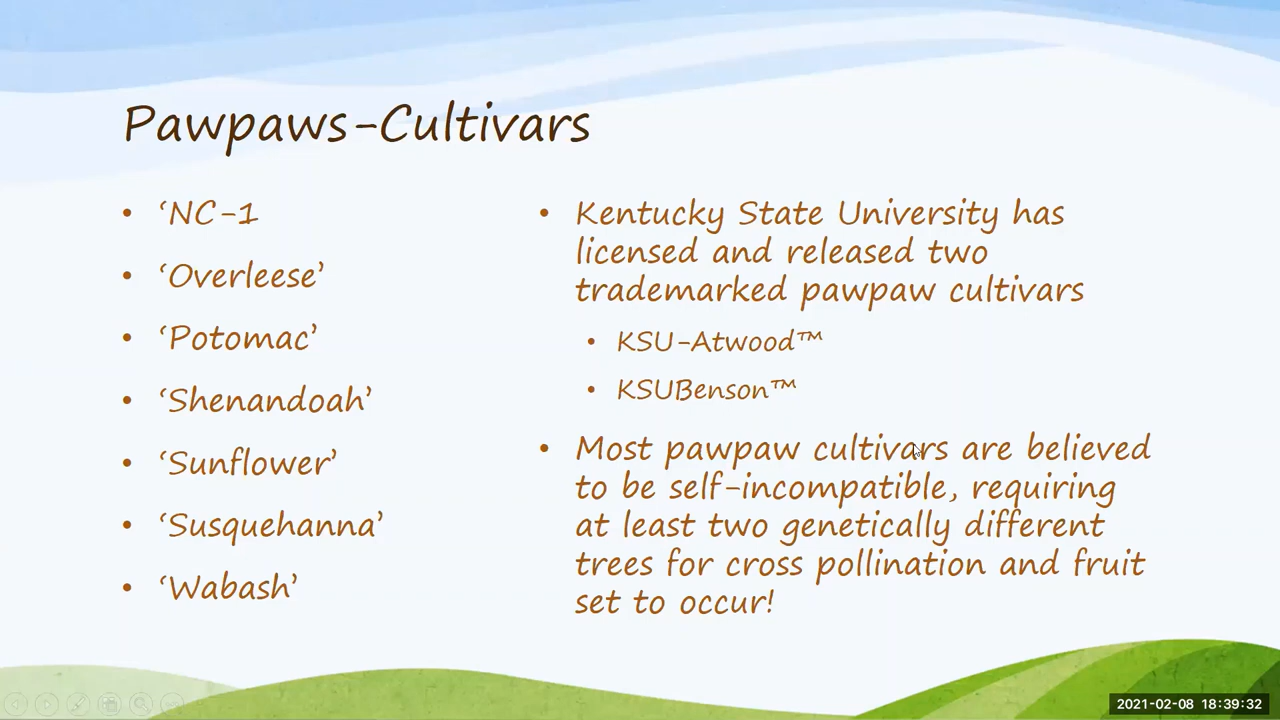 Pawpaws-Cultivars
• ‘NC-1
• ‘Overleese’
• ‘Potomac’
• ‘Shenandoah’
• ‘Sunflower’
• ‘Susquehanna’
• ‘Wabash’
• Kentucky State University has
licensed and released two
trademarked pawpaw cultivars
• KSU-Atwood™
• KSUBenson™
• Most pawpaw cultivars are believed
to be self-incompatible, requiring
at least two genetically different
trees for cross pollination and fruit
set to occur!
2021-02-08 18:39:32